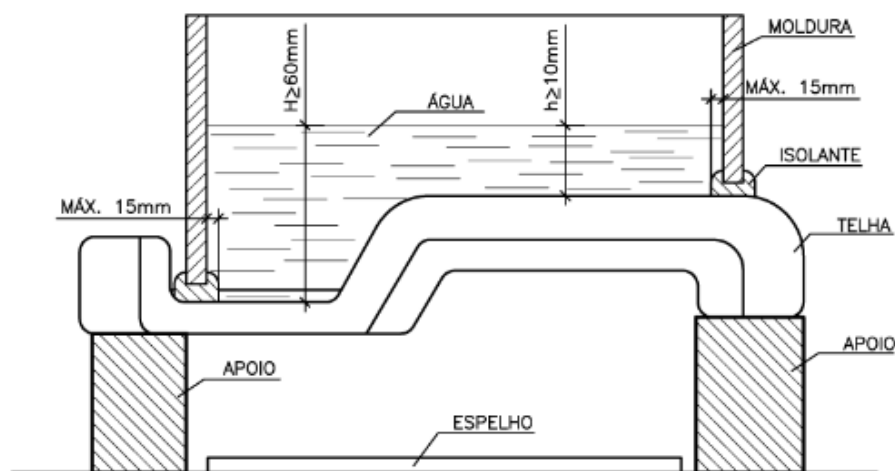 MOLDURA
H≥60mm
h≥10mm
MÁX. 15mm
ÁGUA
ISOLANTE
MÁX. 15mm
TELHA
APOIO
APOIO
ESPELHO